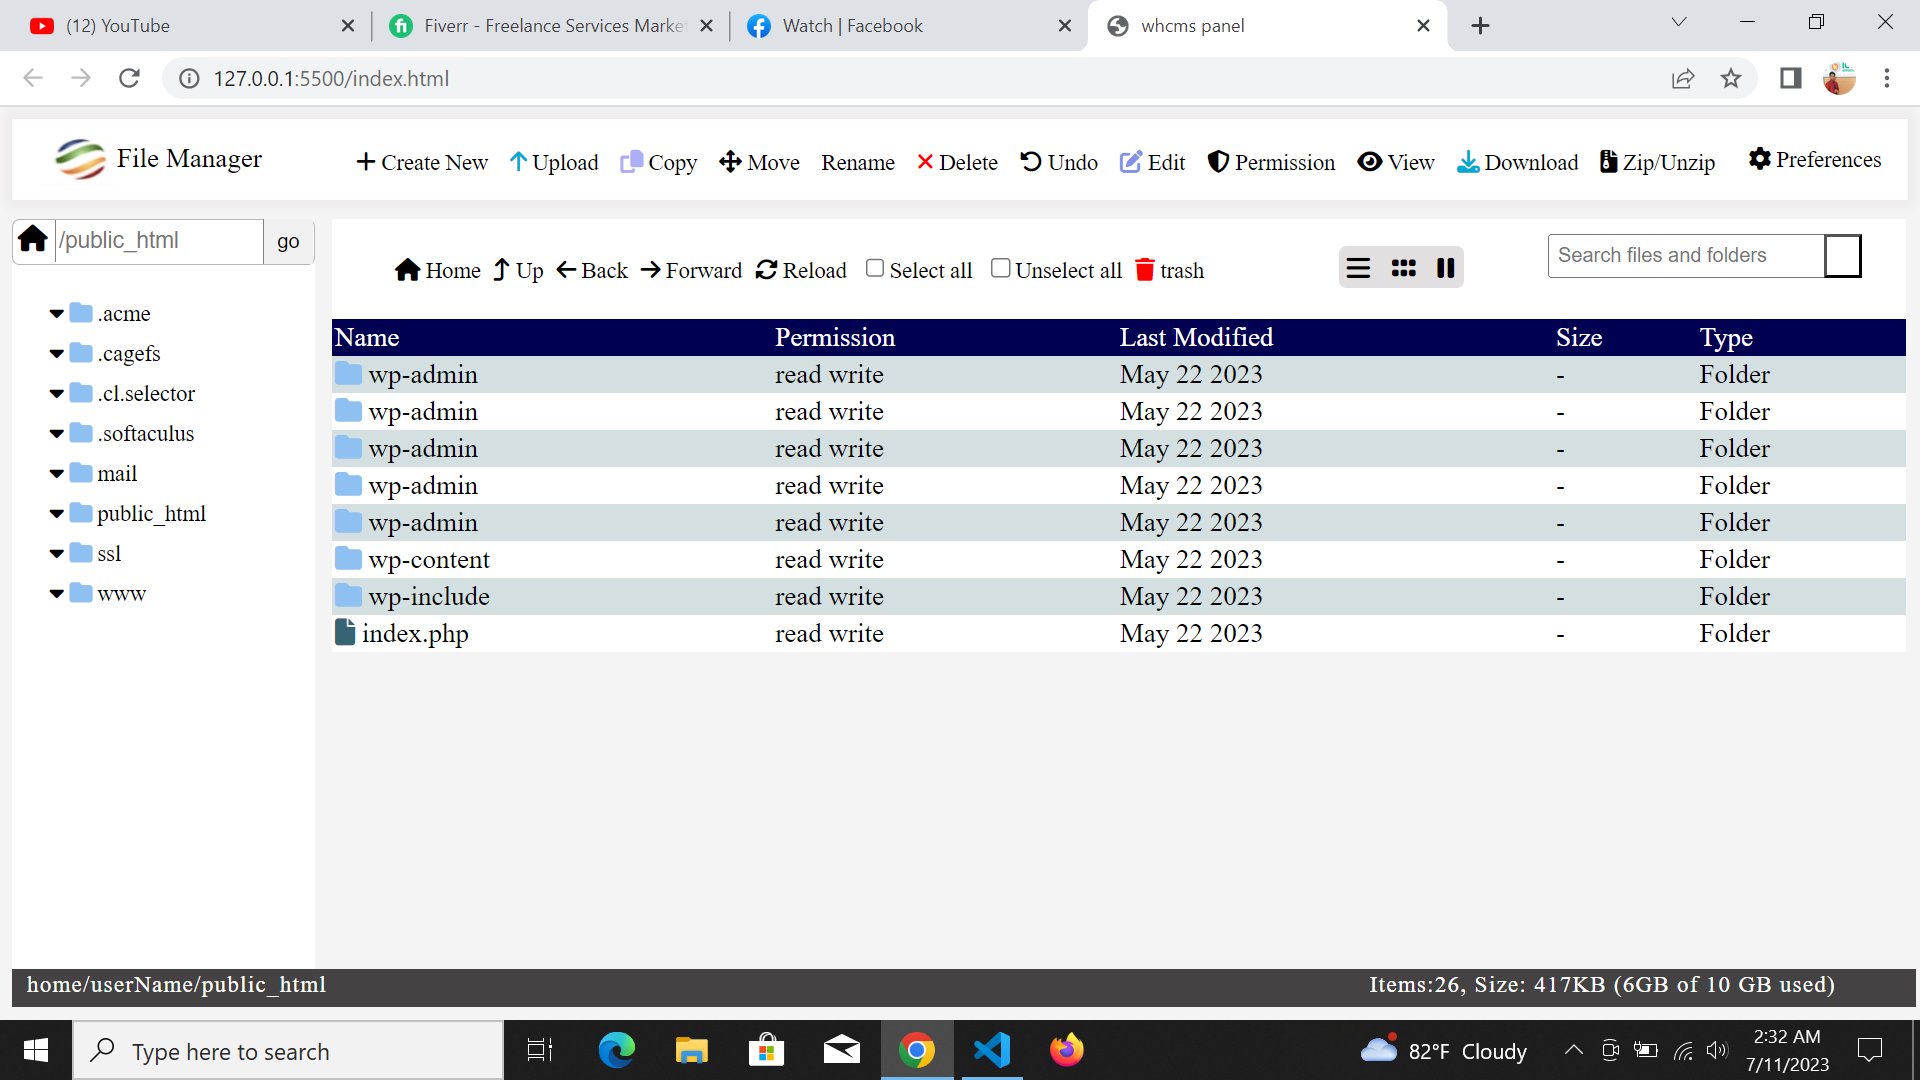 (12) YouTube
Fiverr - Freelance Services Marke
Watch | Facebook
whcms panel
127.0.0.1:5500/index.html
File Manager
Create New Upload Copy Move Rename Delete Undo Edit Permission View Download Zip/Unzip Preferences
/public_html go
Home Up Back Forward Reload Select all Unselect all trash
Search files and folders
.acme
.cagefs
.cl.selector
.softaculus
mail
public_html
ssl
www
Name Permission Last Modified Size Type
wp-admin read write May 22 2023 - Folder
wp-admin read write May 22 2023 - Folder
wp-admin read write May 22 2023 - Folder
wp-admin read write May 22 2023 - Folder
wp-admin read write May 22 2023 - Folder
wp-content read write May 22 2023 - Folder
wp-include read write May 22 2023 - Folder
index.php read write May 22 2023 - Folder
home/userName/public_html
Items:26, Size: 417KB (6GB of 10 GB used)
Type here to search
82°F Cloudy
2:32 AM
7/11/2023